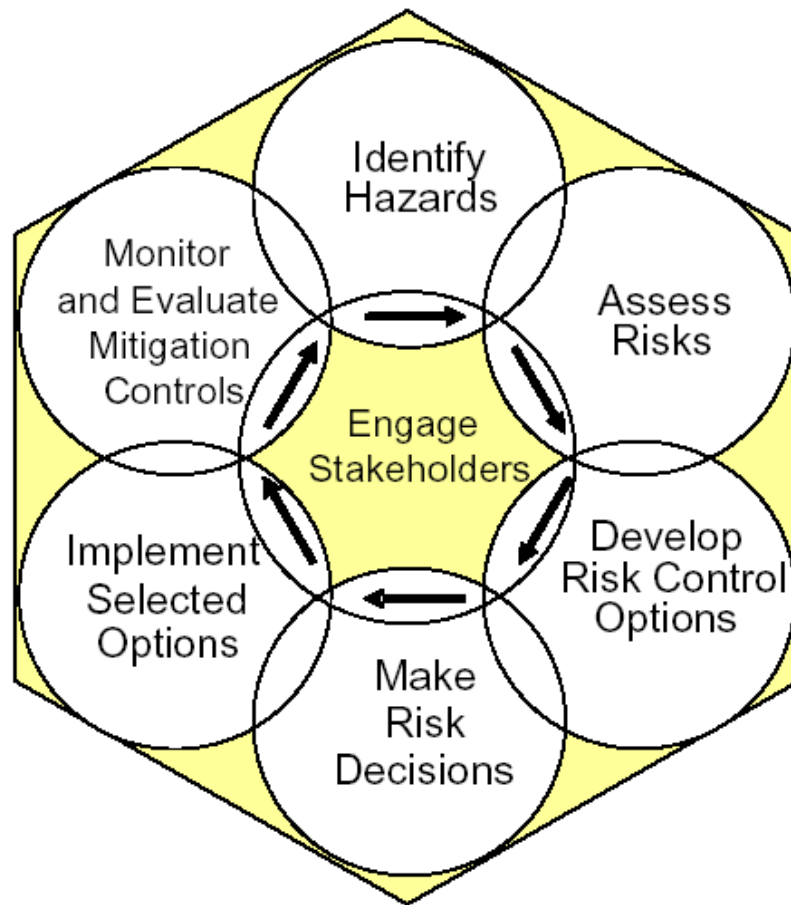 Identify
Hazards
Assess
Risks
Develop
Risk Control
Options
Make
Risk
Decisions
Implement
Selected
Options
Monitor
and Evaluate
Mitigation
Controls
Engage
Stakeholders